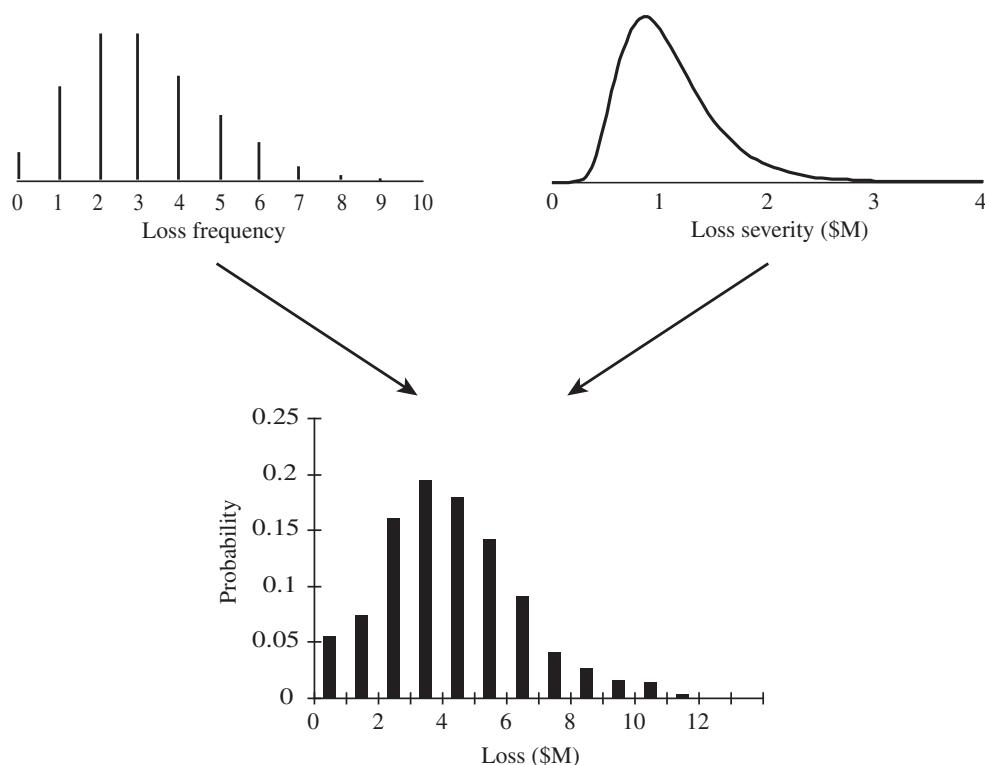 0 1 2 3 4 5 6 7 8 9 10
Loss frequency
0 1 2 3 4
Loss severity ($M)
0.25
0.2
0.15
0.1
0.05
0
Probability
0 2 4 6 8 10 12
Loss ($M)